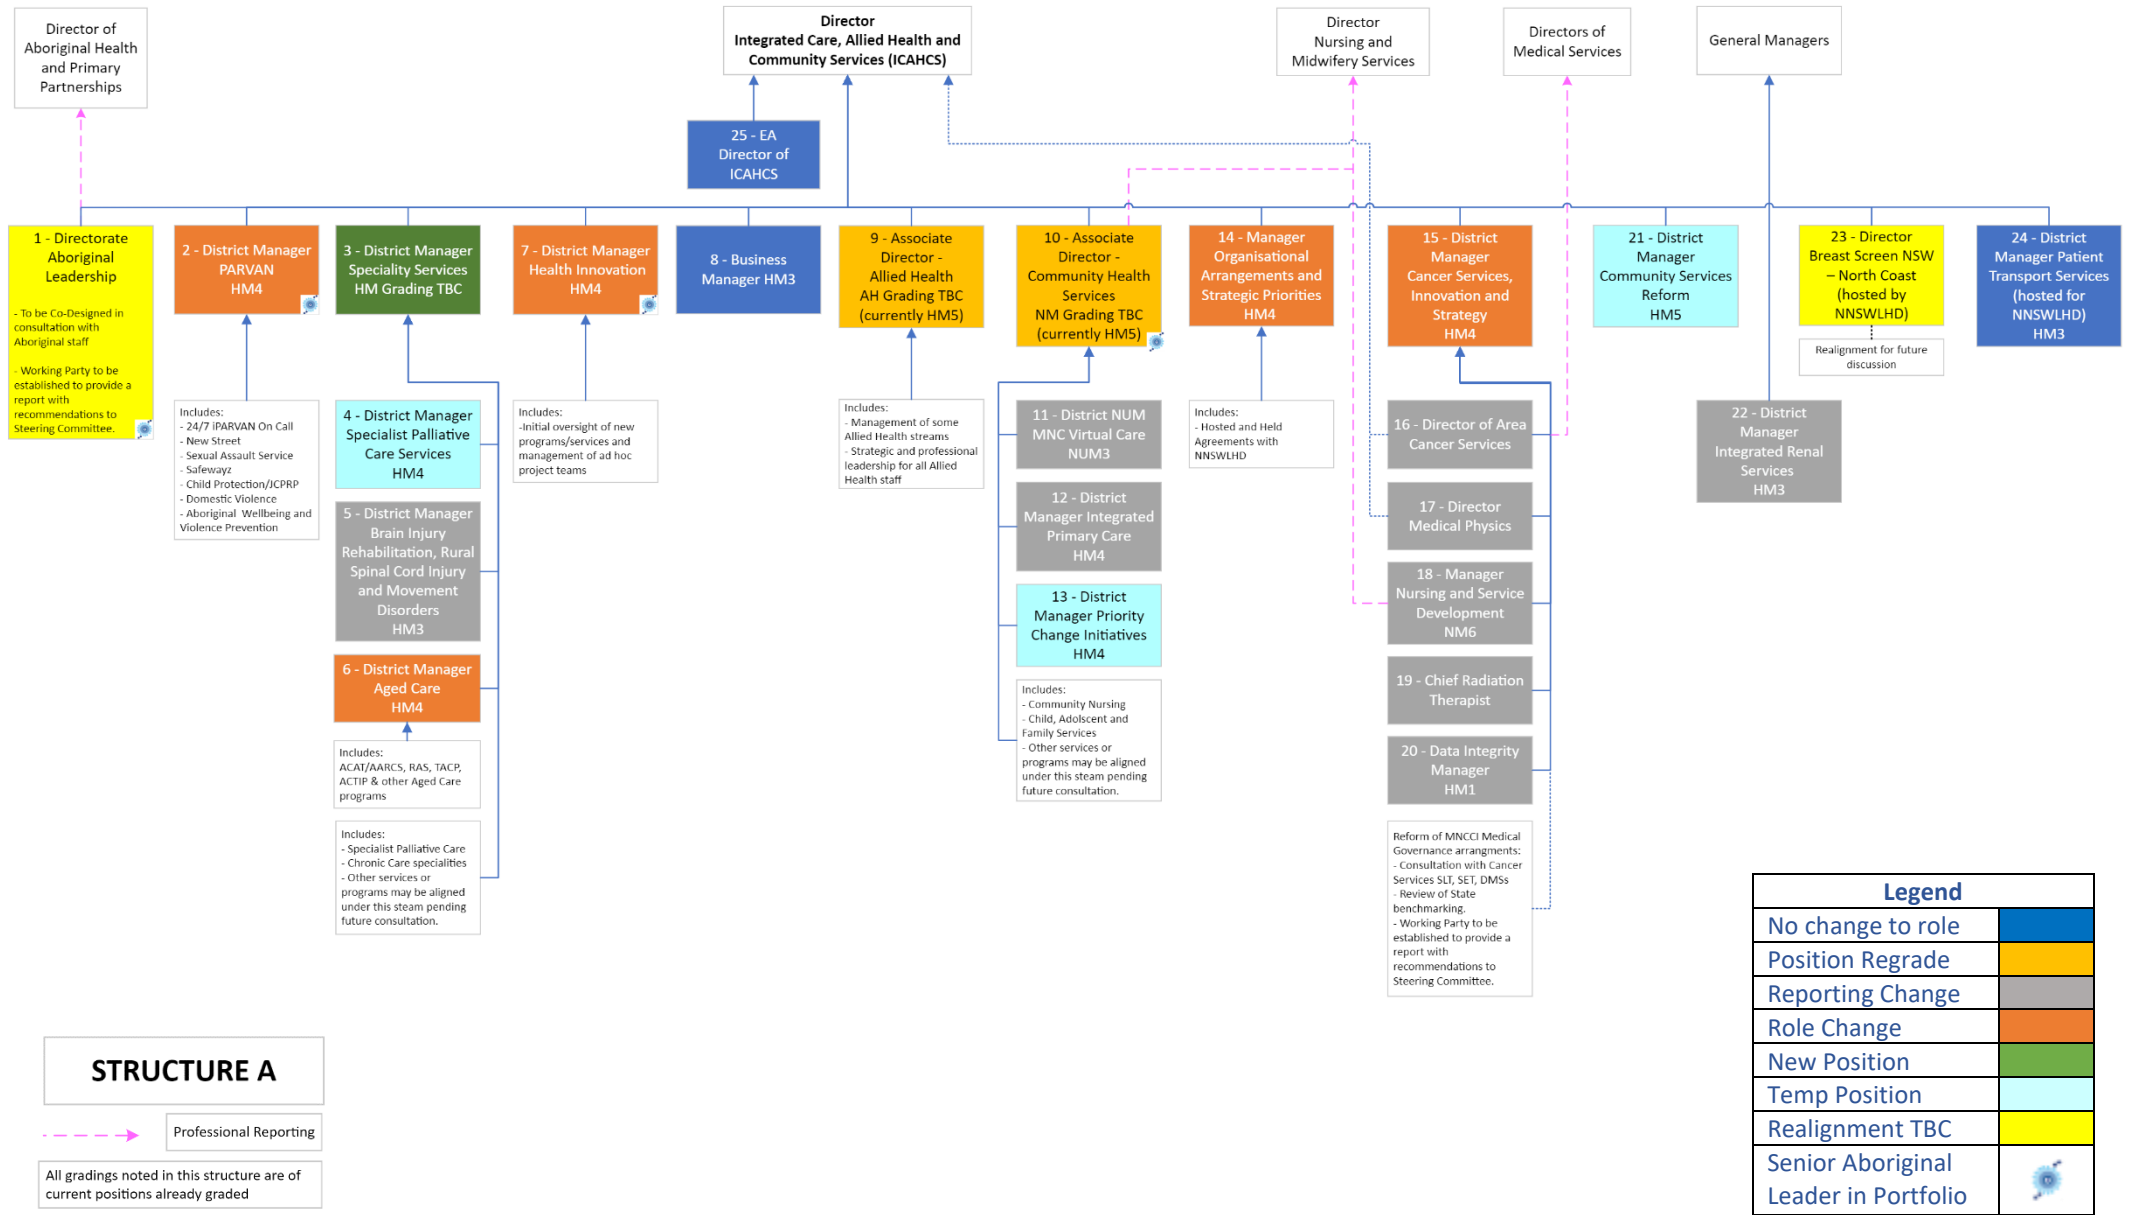 Director of
Aboriginal Health
and Primary
Partnerships
Director
Integrated Care, Allied Health and
Community Services (ICAHCS)
Director
Nursing and
Midwifery Services
Directors of
Medical Services
General Managers
25 - EA
Director of
ICAHCS
1 - Directorate
Aboriginal
Leadership
- To be Co-Designed in
consultation with
Aboriginal staff
- Working Party to be
established to provide a
report with
recommendations to
Steering Committee.
2 - District Manager
PARVAN
HM4
Includes:
- 24/7 iPARVAN On Call
- New Street
- Sexual Assault Service
- Safewayz
- Child Protection/JCPRP
- Domestic Violence
- Aboriginal Wellbeing and
Violence Prevention
3 - District Manager
Speciality Services
HM Grading TBC
4 - District Manager
Specialist Palliative
Care Services
HM4
5 - District Manager
Brain Injury
Rehabilitation, Rural
Spinal Cord Injury
and Movement
Disorders
HM3
6 - District Manager
Aged Care
HM4
Includes:
ACAT/AARCS, RAS, TACP,
ACTIP & other Aged Care
programs
Includes:
- Specialist Palliative Care
- Chronic Care specialities
- Other services or
programs may be aligned
under this steam pending
future consultation.
7 - District Manager
Health Innovation
HM4
Includes:
-Initial oversight of new
programs/services and
management of ad hoc
project teams
8 - Business
Manager HM3
9 - Associate
Director -
Allied Health
AH Grading TBC
(currently HM5)
Includes:
- Management of some
Allied Health streams
- Strategic and professional
leadership for all Allied
Health staff
10 - Associate
Director -
Community Health
Services
NM Grading TBC
(currently HM5)
11 - District NUM
MNC Virtual Care
NUM3
12 - District
Manager Integrated
Primary Care
HM4
13 - District
Manager Priority
Change Initiatives
HM4
Includes:
- Community Nursing
- Child, Adolscent and
Family Services
- Other services or
programs may be aligned
under this steam pending
future consultation.
14 - Manager
Organisational
Arrangements and
Strategic Priorities
HM4
Includes:
- Hosted and Held
Agreements with
NNSWLHD
15 - District
Manager
Cancer Services,
Innovation and
Strategy
HM4
16 - Director of Area
Cancer Services
17 - Director
Medical Physics
18 - Manager
Nursing and Service
Development
NM6
19 - Chief Radiation
Therapist
20 - Data Integrity
Manager
HM1
Reform of MNCCI Medical
Governance arrangments:
- Consultation with Cancer
Services SLT, SET, DMSs
- Review of State
benchmarking.
- Working Party to be
established to provide a
report with
recommendations to
Steering Committee.
21 - District
Manager
Community Services
Reform
HM5
22 - District
Manager
Integrated Renal
Services
HM3
23 - Director
Breast Screen NSW
– North Coast
(hosted by
NNSWLHD)
Realignment for future
discussion
24 - District
Manager Patient
Transport Services
(hosted for
NNSWLHD)
HM3
STRUCTURE A
Professional Reporting
All gradings noted in this structure are of
current positions already graded
Legend
No change to role
Position Regrade
Reporting Change
Role Change
New Position
Temp Position
Realignment TBC
Senior Aboriginal
Leader in Portfolio